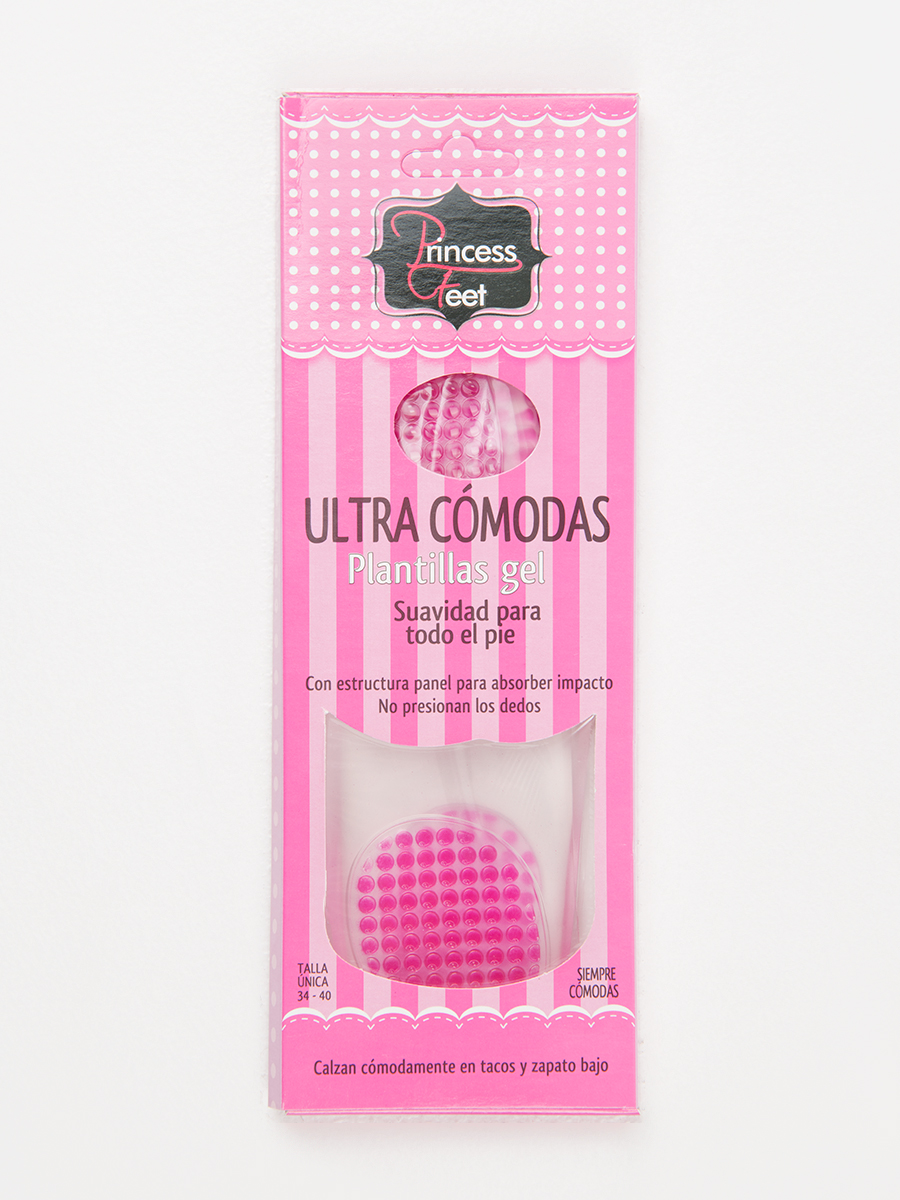 Princess
Feet
ULTRA CÓMODAS
Plantillas gel
Suavidad para
todo el pie
Con estructura panel para absorber impacto
No presionan los dedos
TALLA
ÚNICA
34 - 40
SIEMPRE
CÓMODAS
Calzan cómodamente en tacos y zapato bajo